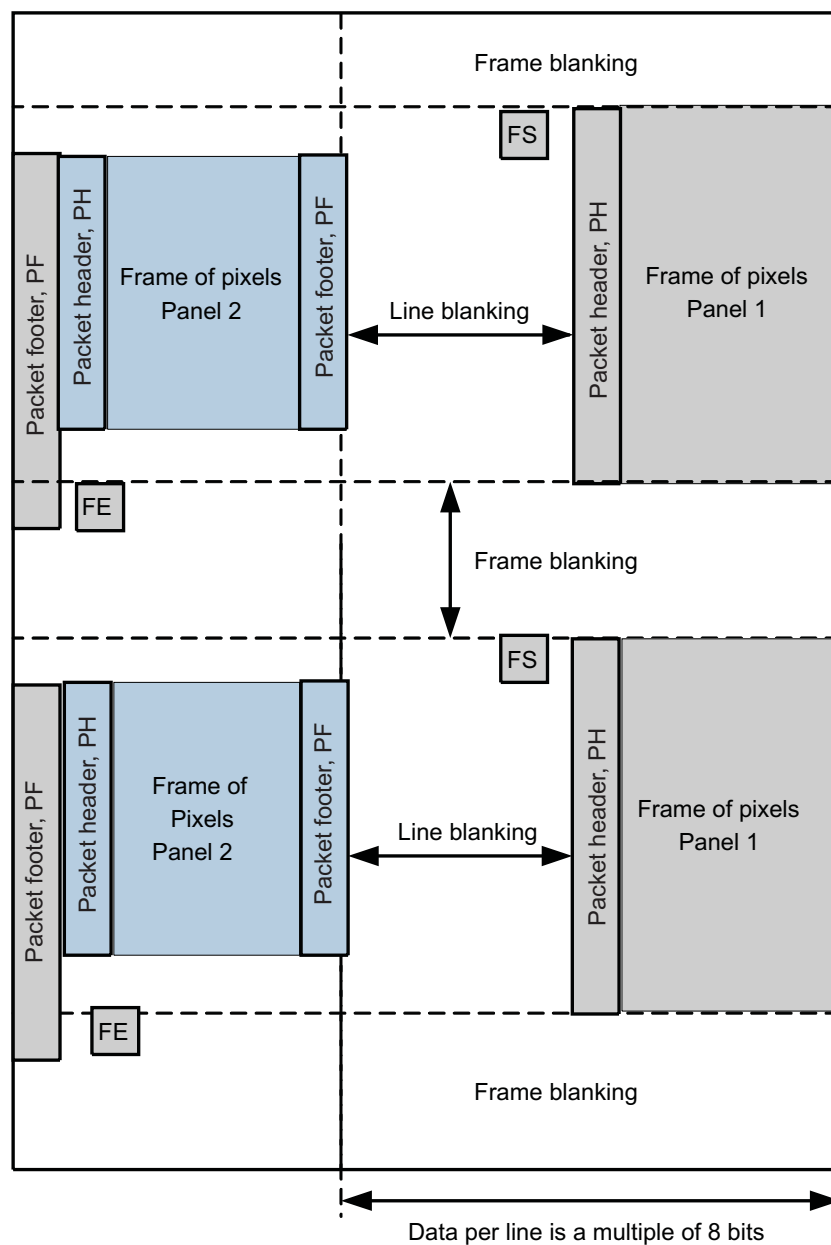 Frame blanking
FS
Packet footer, PF
Packet header, PH
Frame of pixels
Panel 2
Packet footer, PF
Line blanking
Packet header, PH
Frame of pixels
Panel 1
FE
Frame blanking
FS
Packet footer, PF
Packet header, PH
Frame of
Pixels
Panel 2
Packet footer, PF
Line blanking
Packet header, PH
Frame of pixels
Panel 1
FE
Frame blanking
Data per line is a multiple of 8 bits